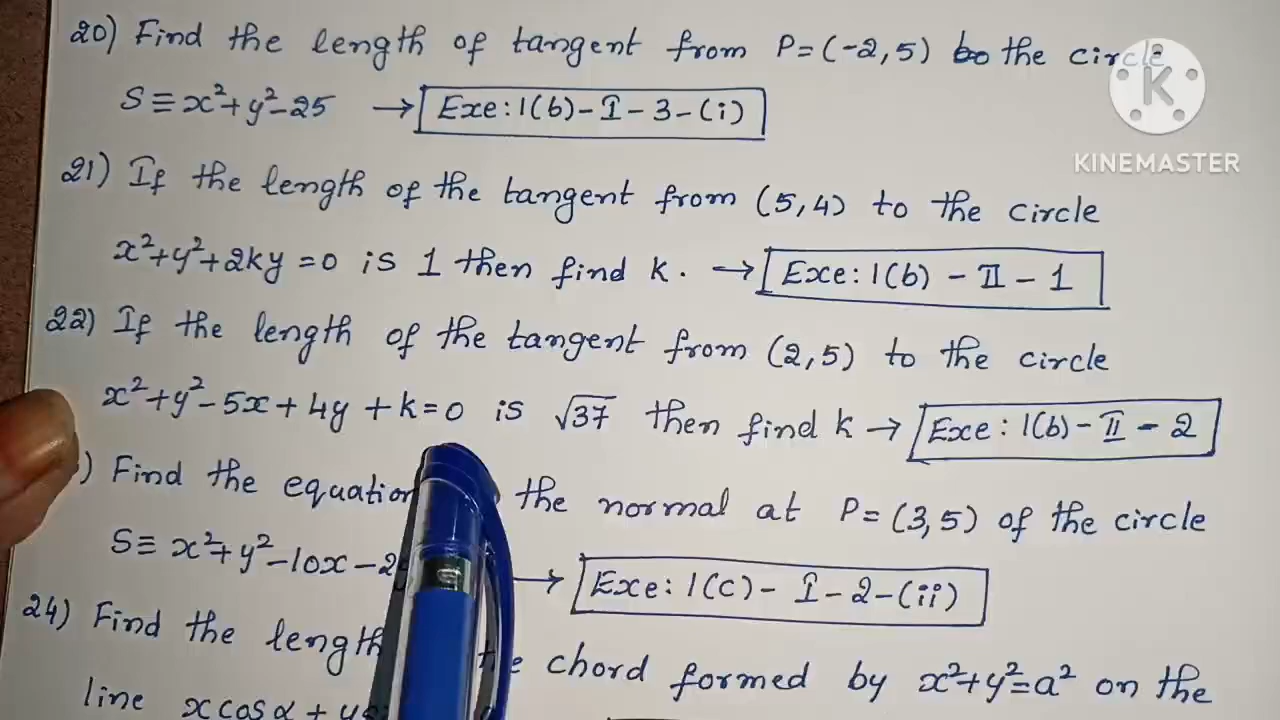 20) Find the length of tangent from P=(-2,5) to the circle
S≡x²+y²-25 → Exe: 1(b)-I-3-(i)
K
KINEMASTER
21) If the length of the tangent from (5,4) to the circle
x²+y²+2ky=0 is 1 then find k. → Exe: 1(b) - II - 1
22) If the length of the tangent from (2,5) to the circle
x²+y²-5x+4y+k=0 is √37 then find k → Exe: 1(b)-II-2
) Find the equation the normal at P=(3,5) of the circle
S≡ x²+y²-10x-2 → Exe: 1(c)- I-2-(ii)
24) Find the length chord formed by x²+y²=a² on the
line x cosα + y